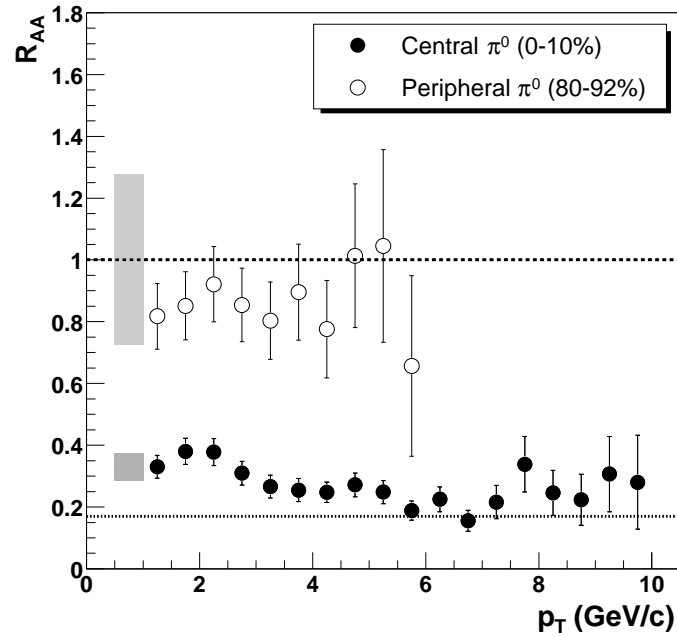 R_AA
1.8
1.6
1.4
1.2
1
0.8
0.6
0.4
0.2
0
Central π⁰ (0-10%)
Peripheral π⁰ (80-92%)
0 2 4 6 8 10
p_T (GeV/c)